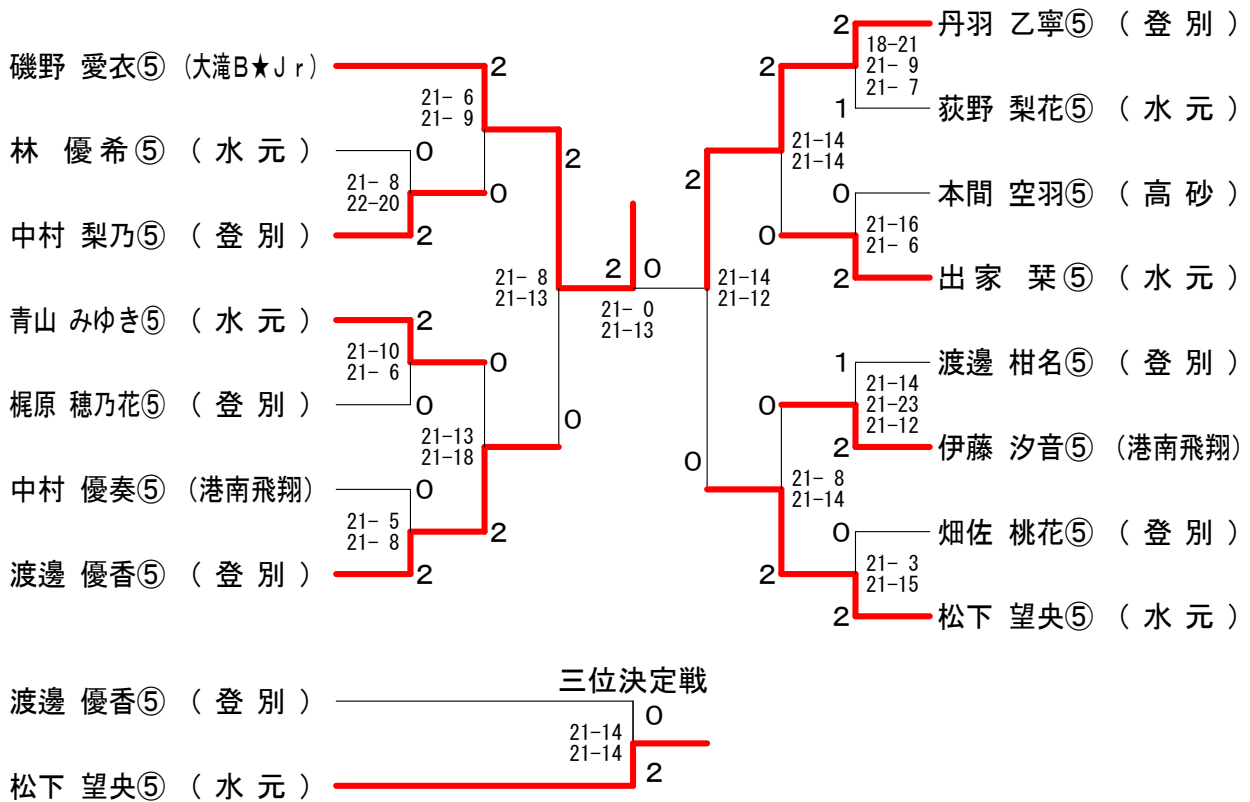 磯野 愛衣⑤ (大滝B★Jr)
2
21- 6
21- 9
林 優希⑤ (水元)
0
21- 8
22-20
0
中村 梨乃⑤ (登別)
2
2
21- 8
21-13
青山 みゆき⑤ (水元)
2
21-10
21- 6
0
梶原 穂乃花⑤ (登別)
0
21-13
21-18
0
中村 優奏⑤ (港南飛翔)
0
21- 5
21- 8
2
渡邊 優香⑤ (登別)
2
2 0
21- 0
21-13
2 丹羽 乙寧⑤ (登別)
18-21
21- 9
21- 7
2
1 荻野 梨花⑤ (水元)
21-14
21-14
2
0 本間 空羽⑤ (高砂)
21-16
21- 6
0
2 出家 栞⑤ (水元)
21-14
21-12
1 渡邊 柑名⑤ (登別)
21-14
21-23
21-12
0
2 伊藤 汐音⑤ (港南飛翔)
0
21- 8
21-14
0 畑佐 桃花⑤ (登別)
21- 3
21-15
2
2 松下 望央⑤ (水元)
三位決定戦
渡邊 優香⑤ (登別)
0
21-14
21-14
松下 望央⑤ (水元)
2